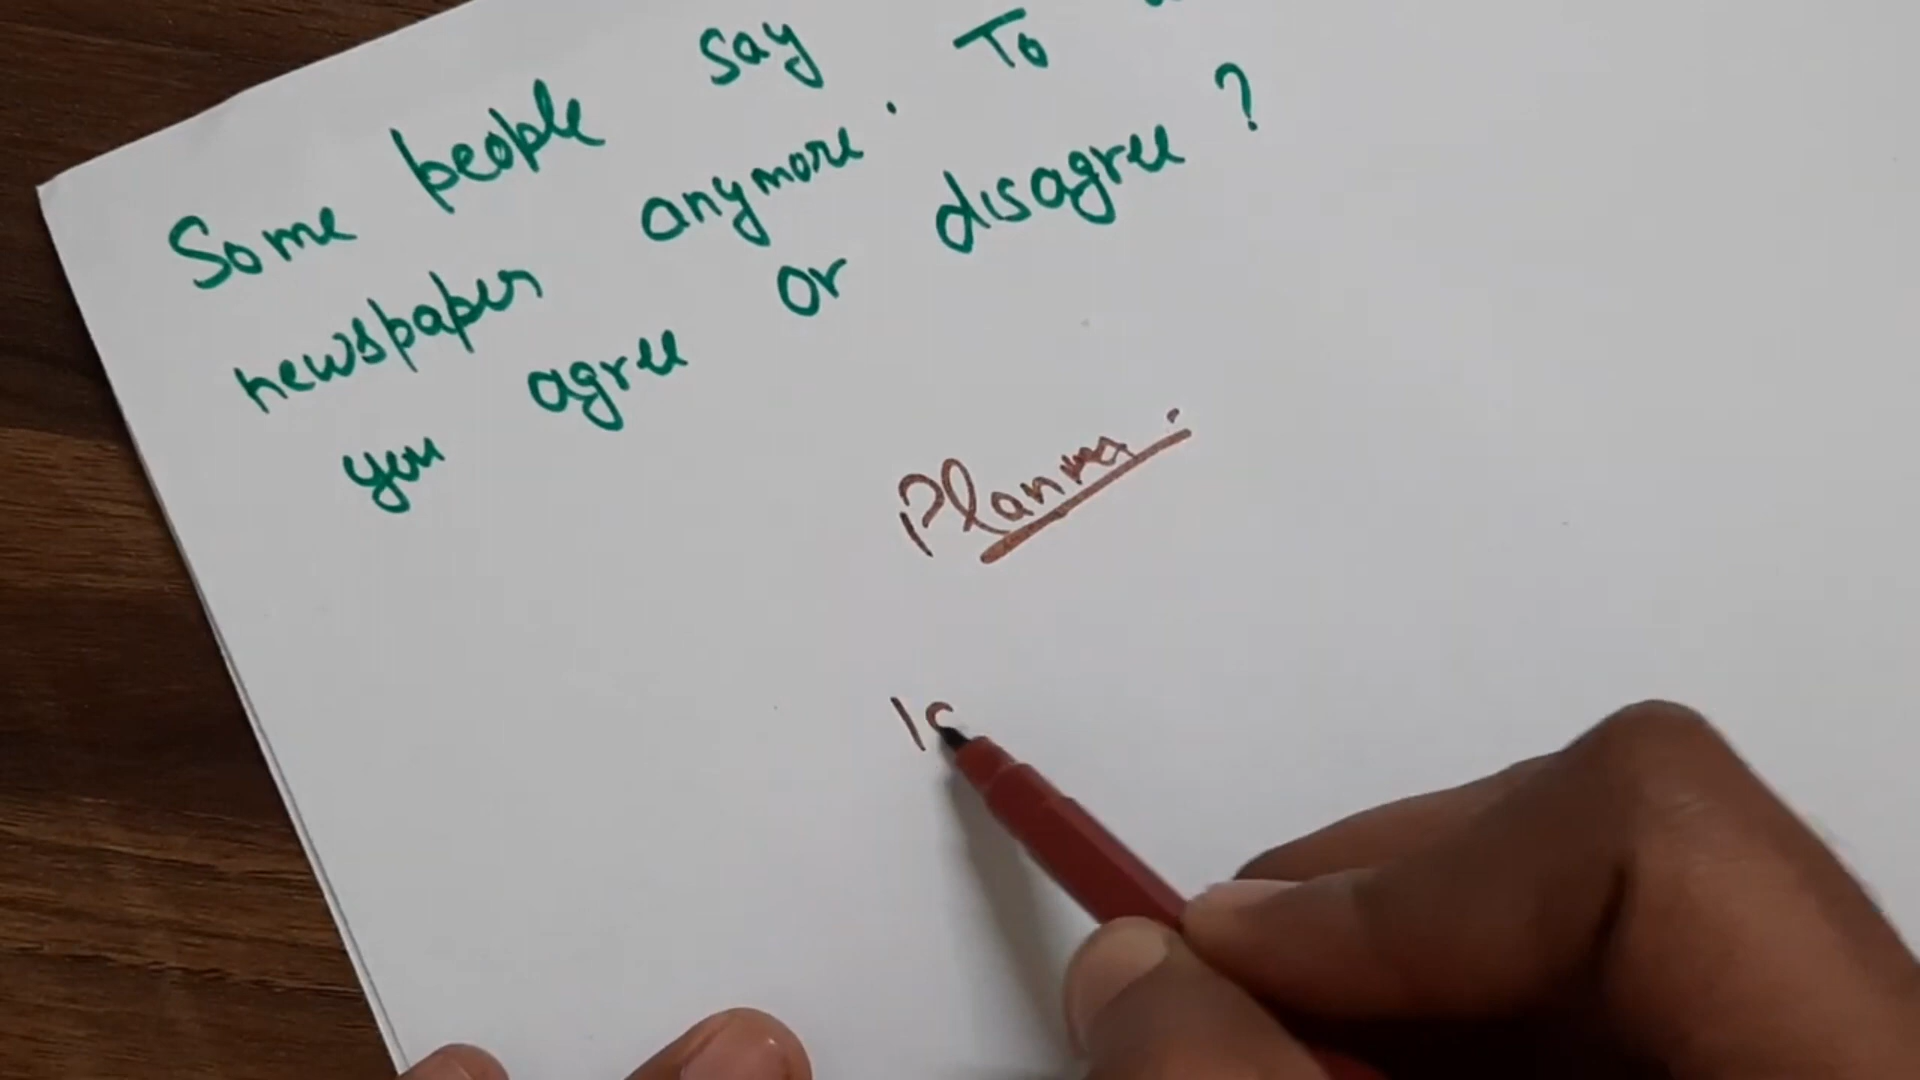 Some people say
newspaper anymore. To
you agree or disagree?
Planning: